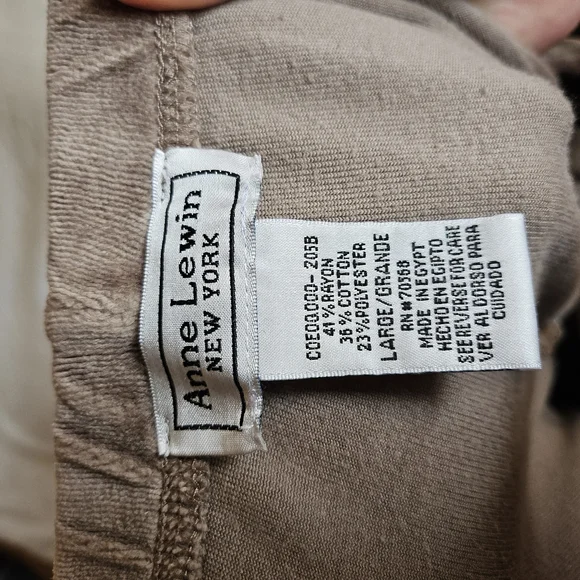 Anne Lewin
NEW YORK
COE00,000- 205B
41% RAYON
36% COTTON
23%POLYESTER
LARGE/GRANDE
RN#70568
MADE IN EGYPT
HECHO EN EGIPTO
SEE REVERSE FOR CARE
VER AL DORSO PARA
CUIDADO